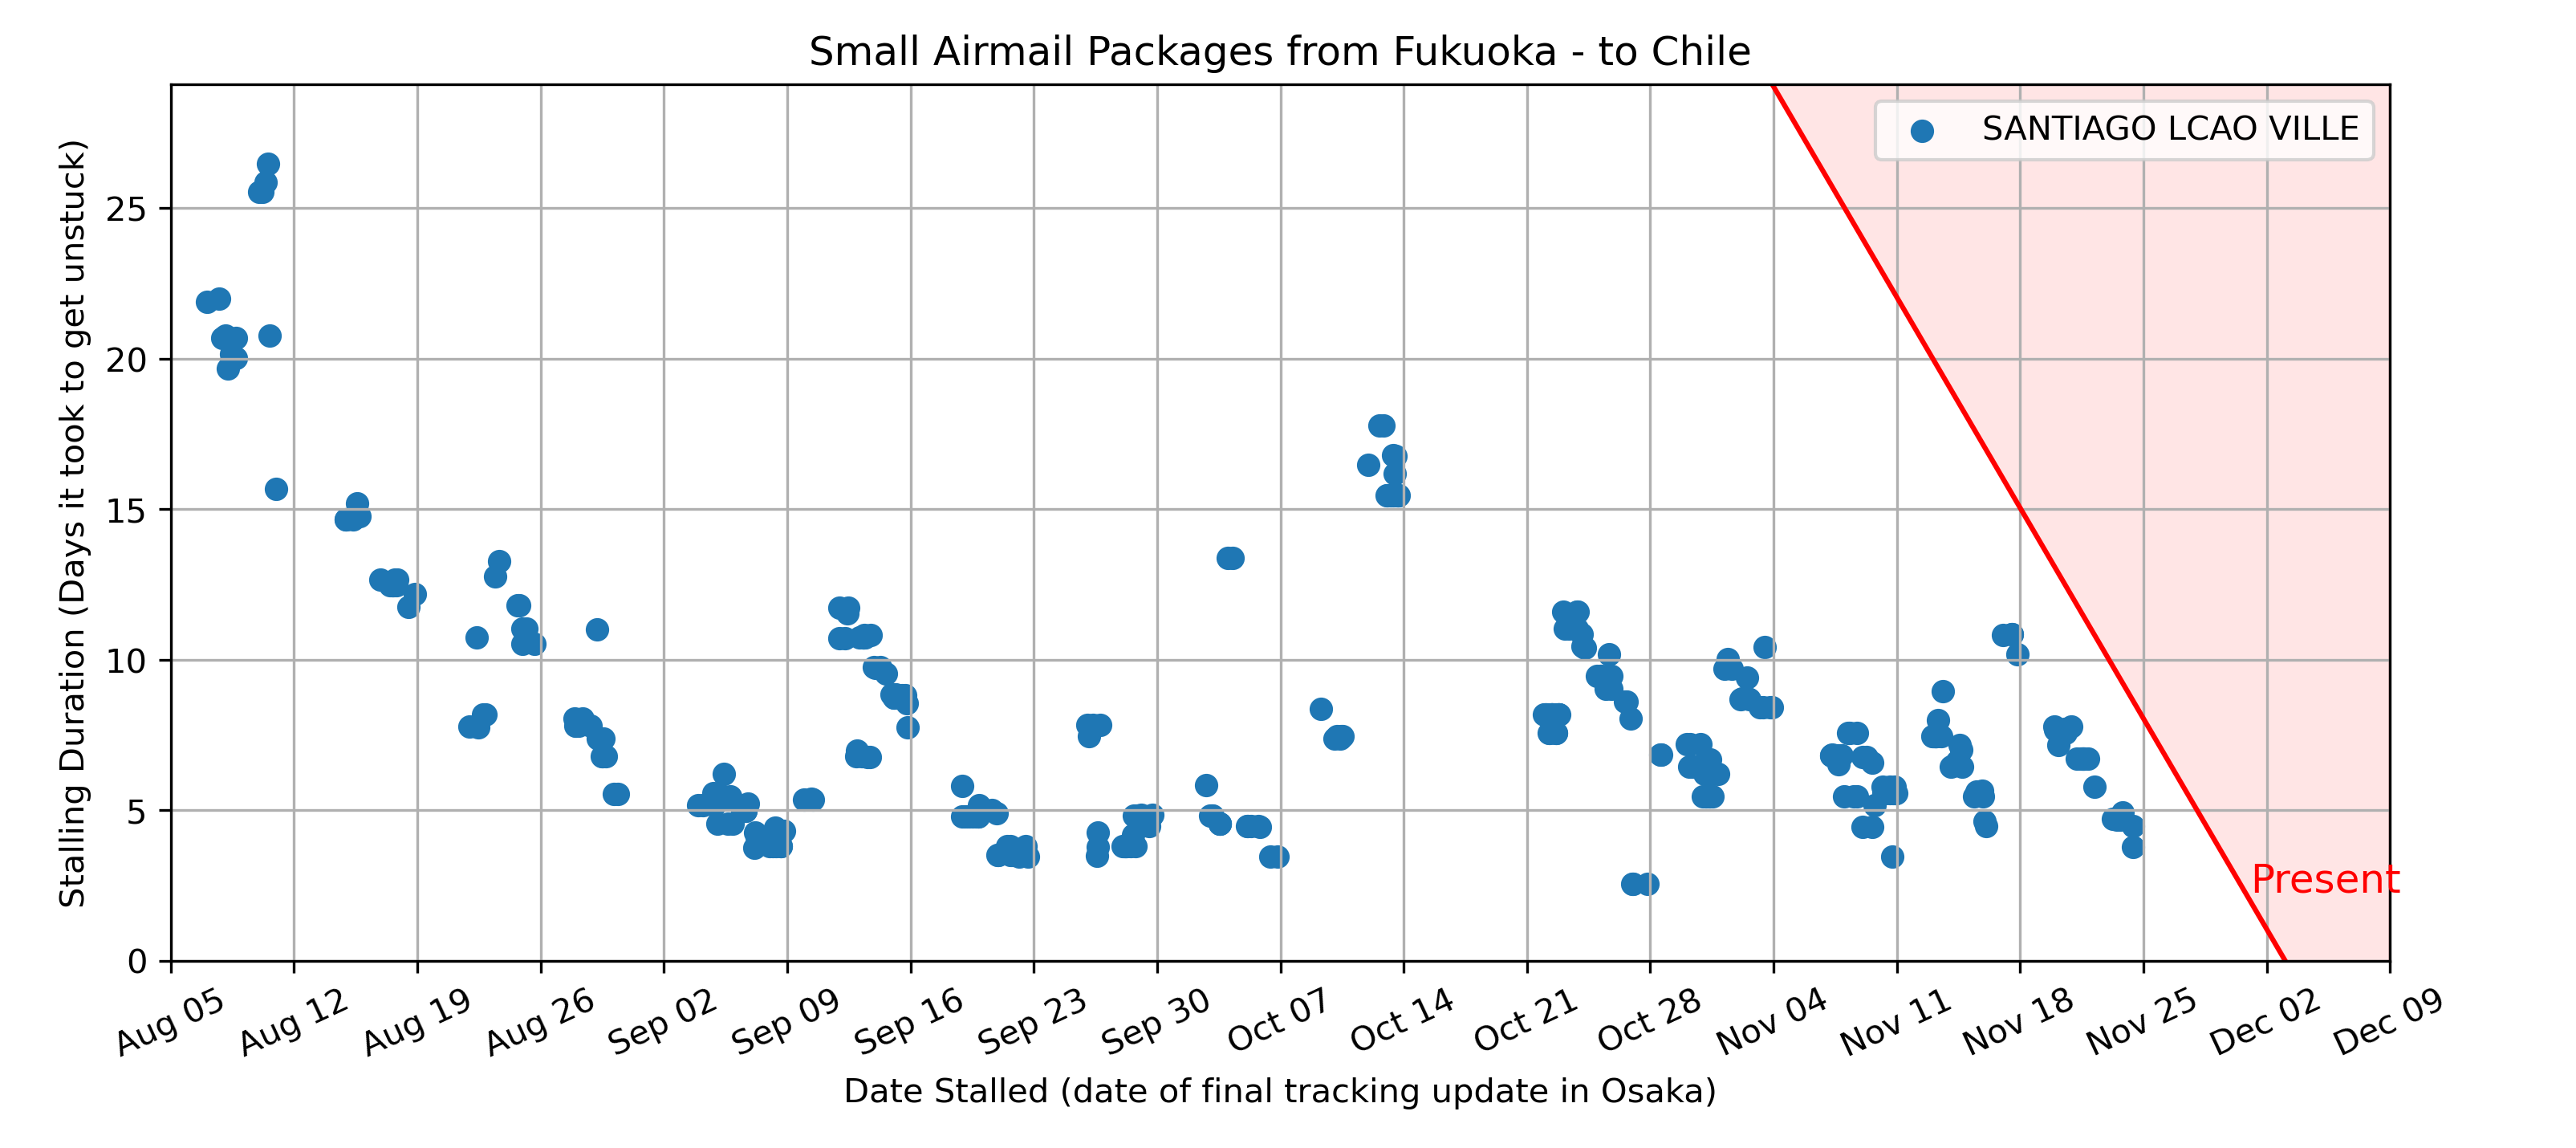 Small Airmail Packages from Fukuoka - to Chile
SANTIAGO LCAO VILLE
Stalling Duration (Days it took to get unstuck)
25
20
15
10
5
0
Present
Aug 05
Aug 12
Aug 19
Aug 26
Sep 02
Sep 09
Sep 16
Sep 23
Sep 30
Oct 07
Oct 14
Oct 21
Oct 28
Nov 04
Nov 11
Nov 18
Nov 25
Dec 02
Dec 09
Date Stalled (date of final tracking update in Osaka)